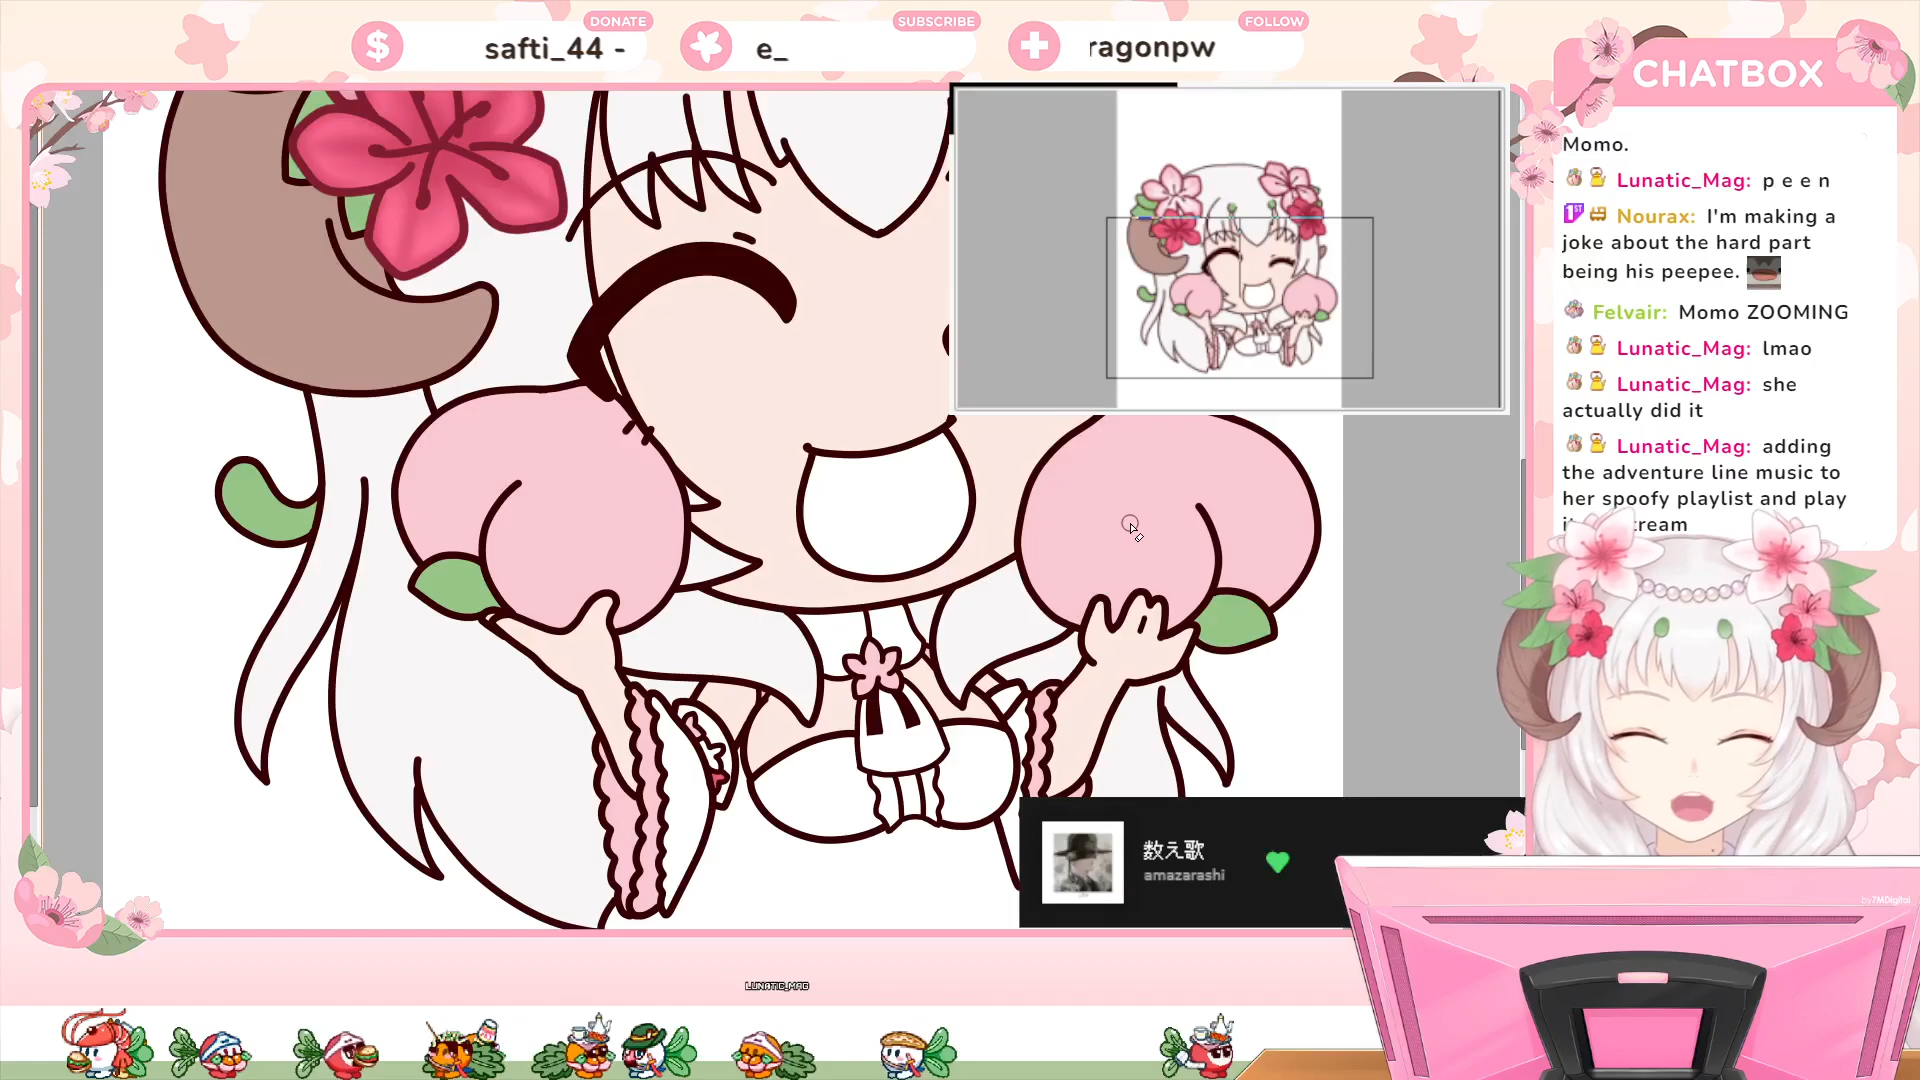 DONATE
safti_44 -
SUBSCRIBE
e_
FOLLOW
ragonpw
CHATBOX
Momo.
Lunatic_Mag: p e e n
1ST Nourax: I'm making a
joke about the hard part
being his peepee.
Felvair: Momo ZOOMING
Lunatic_Mag: lmao
Lunatic_Mag: she
actually did it
Lunatic_Mag: adding
the adventure line music to
her spoofy playlist and play
数え歌
amazarashi
by7MDigital
LUNATIC_MAG